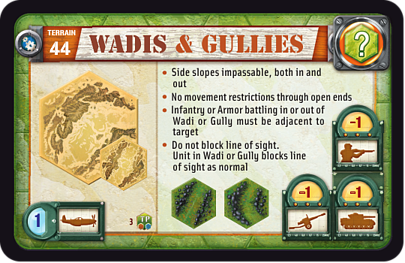 TERRAIN
44
WADIS & GULLIES
?
• Side slopes impassable, both in and
out
• No movement restrictions through open ends
• Infantry or Armor battling in or out of
Wadi or Gully must be adjacent to
target
• Do not block line of sight.
Unit in Wadi or Gully blocks line
of sight as normal
-1
-1
-1
1
3